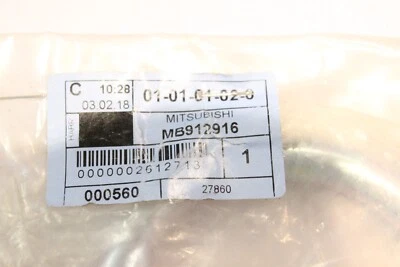 C 10:28 01-01-01-02-0
03.02.18
MITSUBISHI
MB912916
0000002612713 1
000560 27860